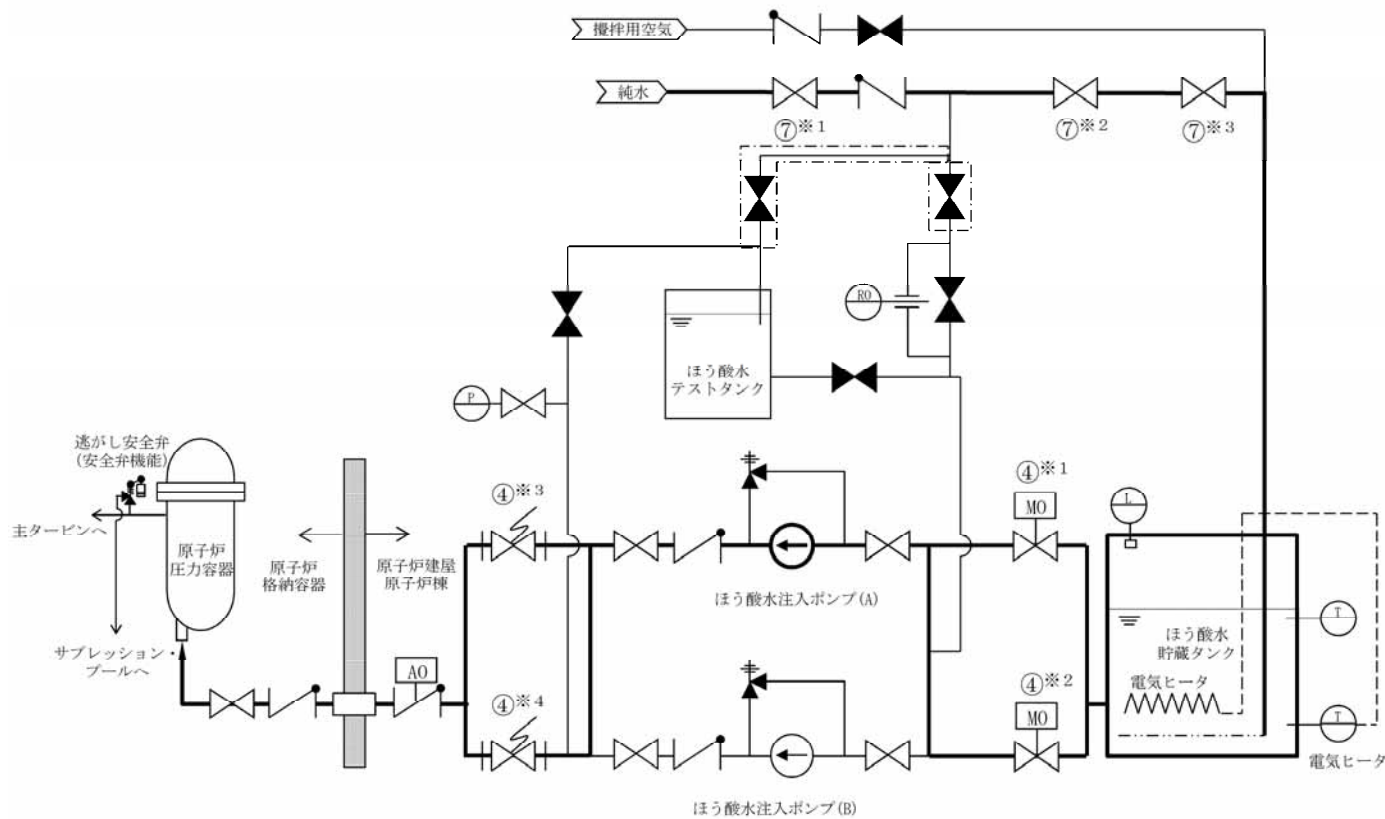 攪拌用空気
純水
⑦※1
⑦※2
⑦※3
RO
ほう酸水
テストタンク
P
逃がし安全弁
(安全弁機能)
主タービンへ
原子炉
圧力容器
サプレッション・
プールへ
原子炉
格納容器
原子炉建屋
原子炉棟
AO
④※3
④※4
ほう酸水注入ポンプ(A)
ほう酸水注入ポンプ(B)
④※1
MO
④※2
MO
L
T
ほう酸水
貯蔵タンク
電気ヒータ
T
電気ヒータ